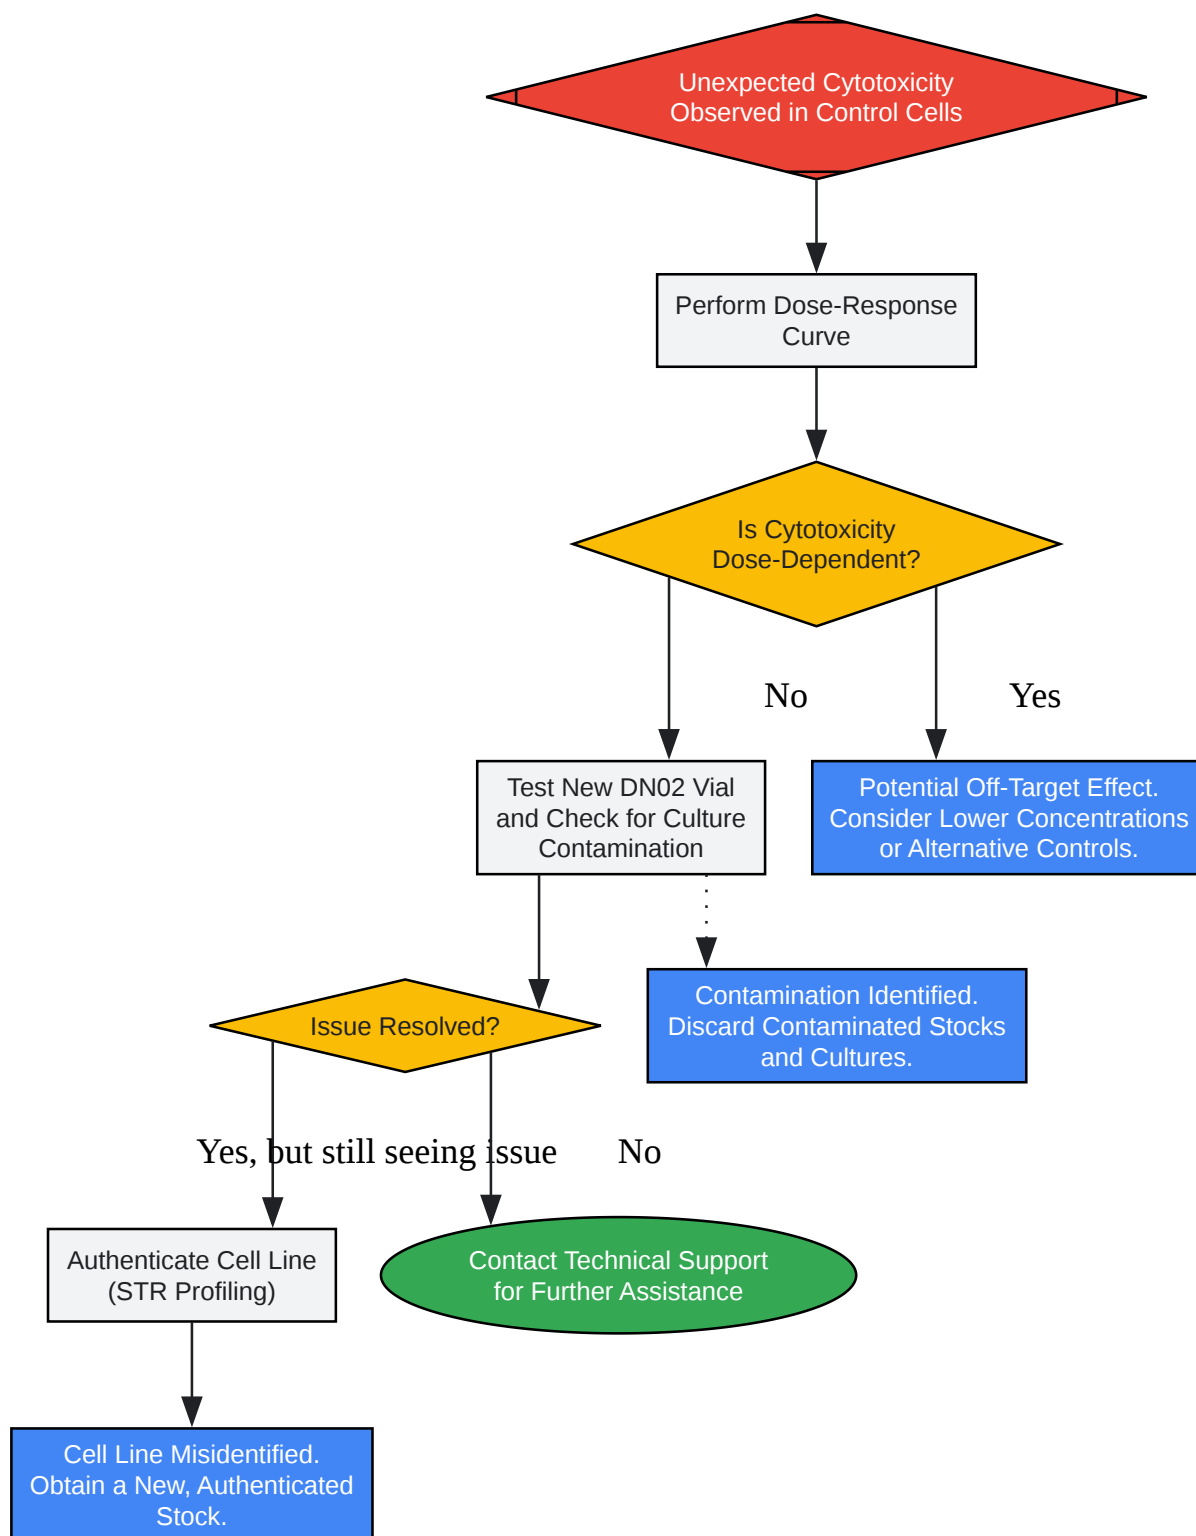 Unexpected Cytotoxicity
Observed in Control Cells
Perform Dose-Response
Curve
Is Cytotoxicity
Dose-Dependent?
No
Yes
Test New DN02 Vial
and Check for Culture
Contamination
Potential Off-Target Effect.
Consider Lower Concentrations
or Alternative Controls.
Issue Resolved?
Contamination Identified.
Discard Contaminated Stocks
and Cultures.
Yes, but still seeing issue
No
Authenticate Cell Line
(STR Profiling)
Contact Technical Support
for Further Assistance
Cell Line Misidentified.
Obtain a New, Authenticated
Stock.